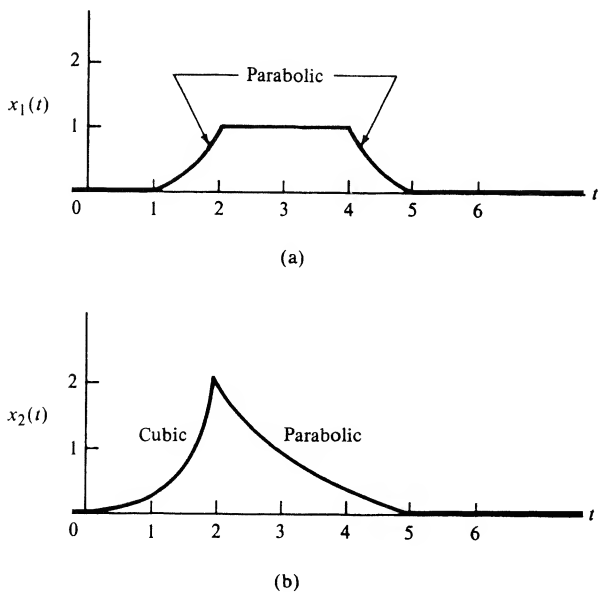 2
Parabolic
x₁(t)
1
0 1 2 3 4 5 6 t
(a)
2
x₂(t)
Cubic Parabolic
1
0 1 2 3 4 5 6 t
(b)